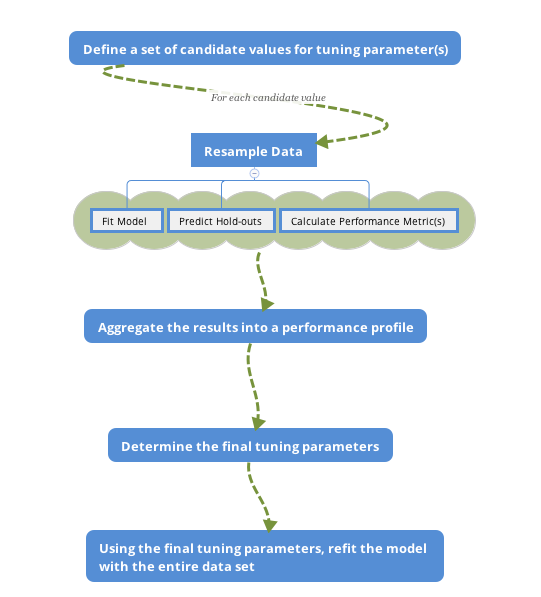 Define a set of candidate values for tuning parameter(s)
For each candidate value
Resample Data
Fit Model
Predict Hold-outs
Calculate Performance Metric(s)
Aggregate the results into a performance profile
Determine the final tuning parameters
Using the final tuning parameters, refit the model
with the entire data set